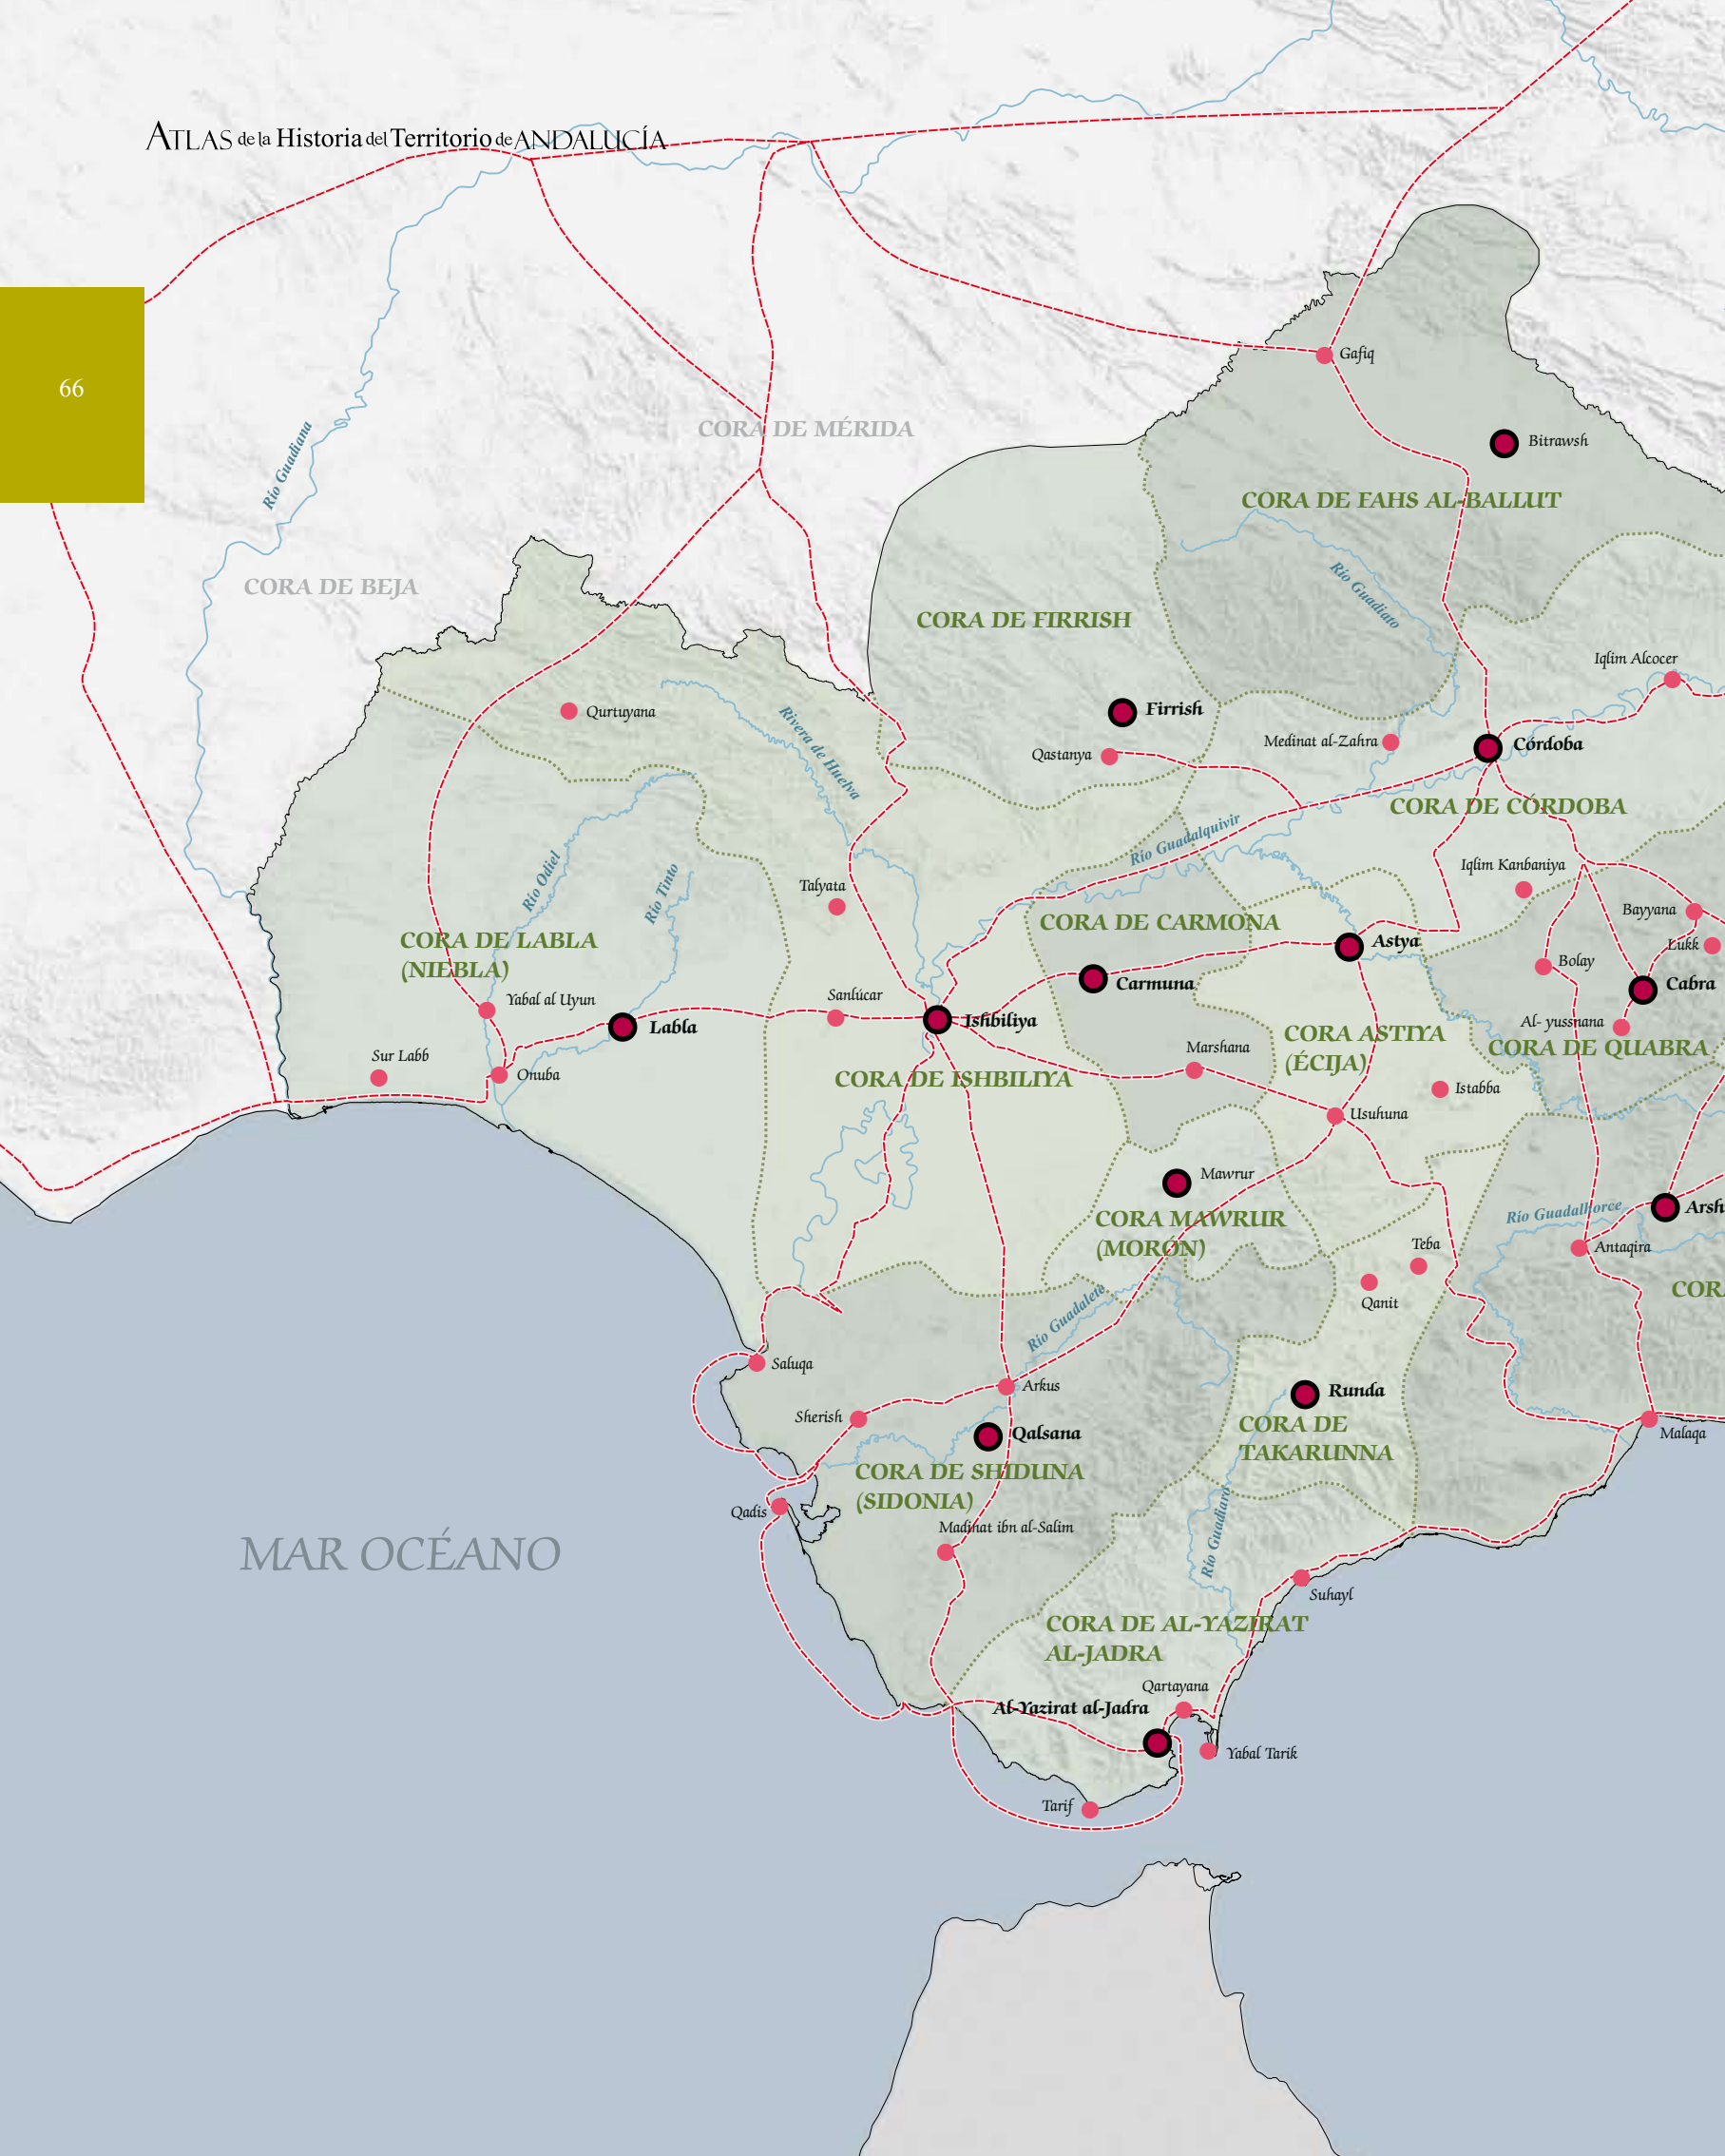 ATLAS de la Historia del Territorio de ANDALUCÍA
66
Gafiq
CORA DE MÉRIDA
Bitrawsh
Río Guadiana
CORA DE FAHS AL-BALLUT
CORA DE BEJA
Río Guadiato
CORA DE FIRRISH
Iqlim Alcocer
Qurtuyana
Firrish
Rivera de Huelva
Medinat al-Zahra
Córdoba
Qastanya
CORA DE CÓRDOBA
Río Guadalquivir
Río Odiel
Río Tinto
Iqlim Kanbaniya
Talyata
Bayyana
CORA DE CARMONA
CORA DE LABLA
(NIEBLA)
Astya
Lukk
Bolay
Carmuna
Cabra
Yabal al Uyun
Sanlúcar
Labla
Ishbiliya
Al- yussnana
CORA ASTIYA
(ÉCIJA)
CORA DE QUABRA
Sur Labb
Marshana
Onuba
CORA DE ISHBILIYA
Istabba
Usuhuna
Mawrur
Arsh
Río Guadalhorce
CORA MAWRUR
(MORÓN)
Teba
Antaqira
Qanit
COR
Río Guadalete
Saluqa
Arkus
Runda
Sherish
CORA DE
TAKARUNNA
Qalsana
Malaqa
CORA DE SHIDUNA
(SIDONIA)
Qadis
Madinat ibn al-Salim
MAR OCÉANO
Río Guadiaro
Suhayl
CORA DE AL-YAZIRAT
AL-JADRA
Qartayana
Al-Yazirat al-Jadra
Yabal Tarik
Tarif